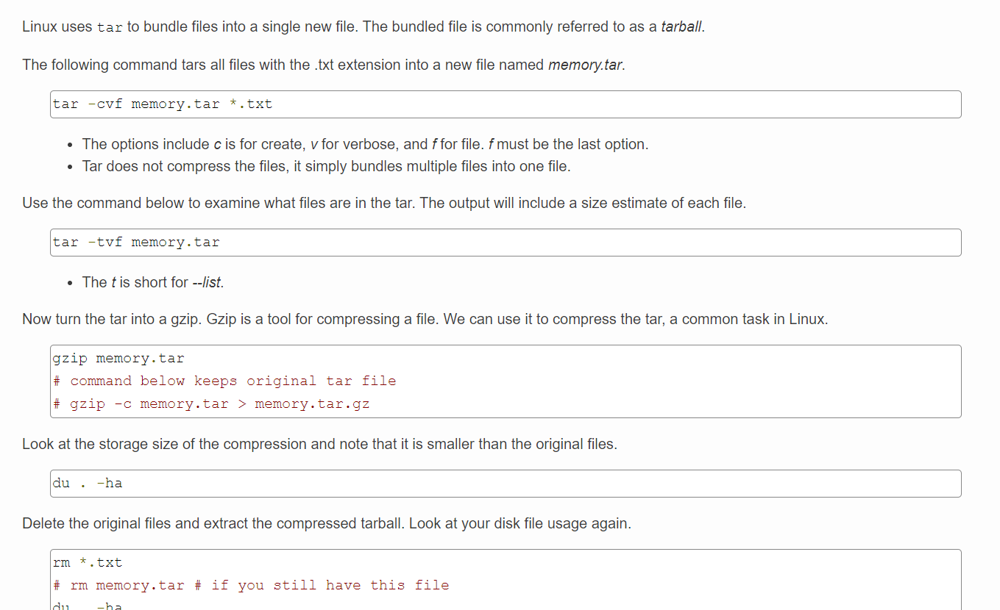 Linux uses tar to bundle files into a single new file. The bundled file is commonly referred to as a tarball.
The following command tars all files with the .txt extension into a new file named memory.tar.
tar -cvf memory.tar *.txt
• The options include c is for create, v for verbose, and f for file. f must be the last option.
• Tar does not compress the files, it simply bundles multiple files into one file.
Use the command below to examine what files are in the tar. The output will include a size estimate of each file.
tar -tvf memory.tar
• The t is short for --list.
Now turn the tar into a gzip. Gzip is a tool for compressing a file. We can use it to compress the tar, a common task in Linux.
gzip memory.tar
# command below keeps original tar file
# gzip -c memory.tar > memory.tar.gz
Look at the storage size of the compression and note that it is smaller than the original files.
du . -ha
Delete the original files and extract the compressed tarball. Look at your disk file usage again.
rm *.txt
# rm memory.tar # if you still have this file
du -ha